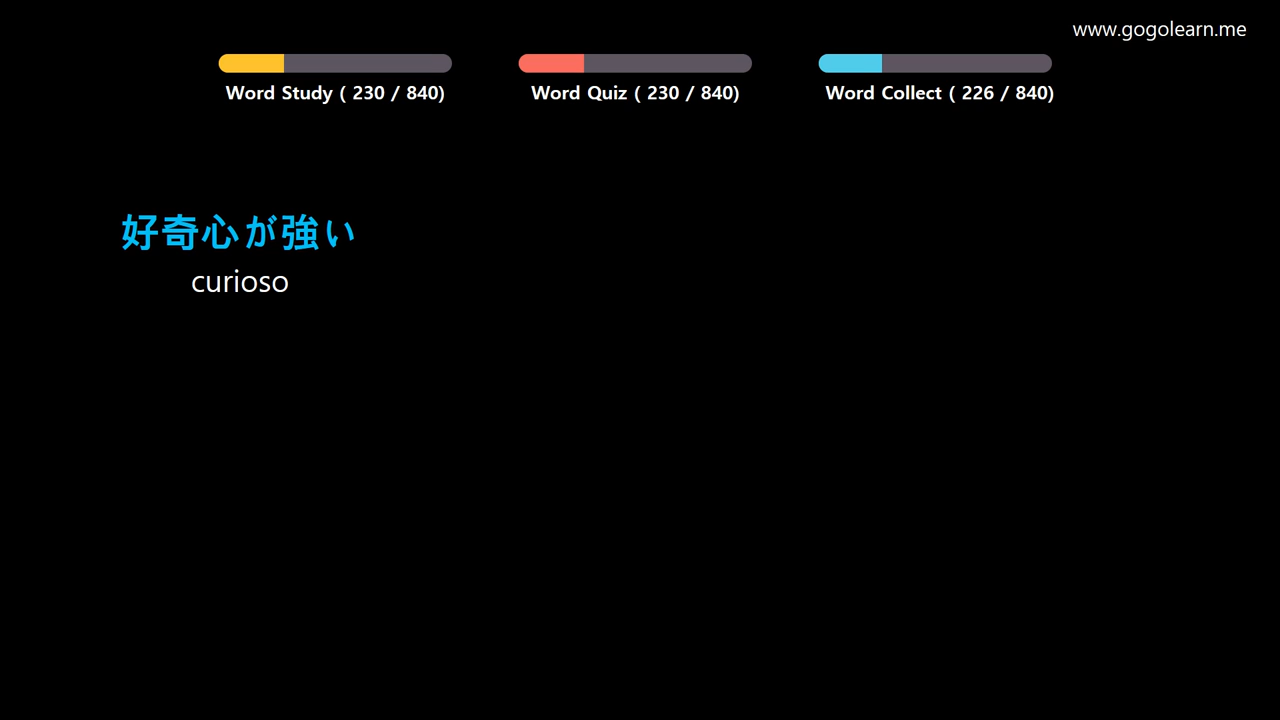 www.gogolearn.me
Word Study ( 230 / 840)
Word Quiz ( 230 / 840)
Word Collect ( 226 / 840)
好奇心が強い
curioso